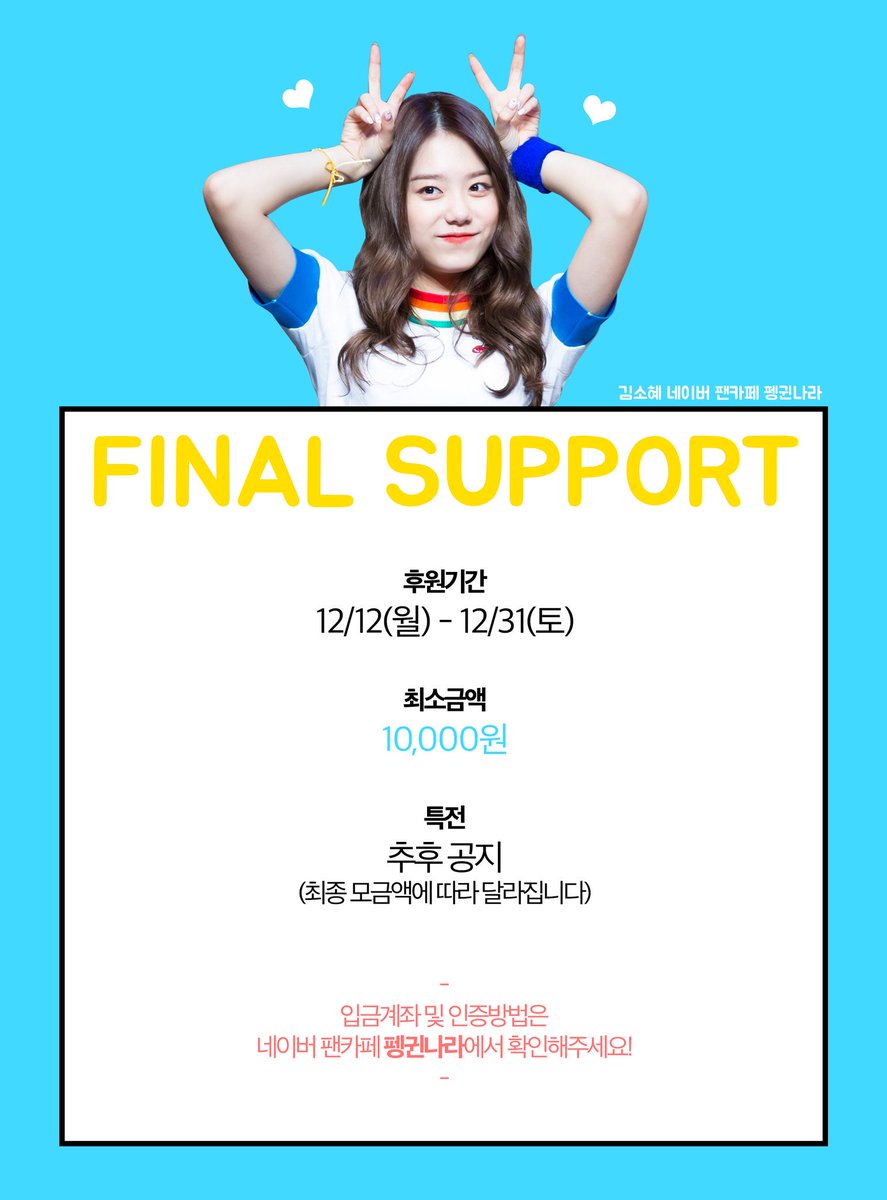 김소혜 네이버 팬카페 펭귄나라
FINAL SUPPORT
후원기간
12/12(월) - 12/31(토)
최소금액
10,000원
특전
추후 공지
(최종 모금액에 따라 달라집니다)
-
입금계좌 및 인증방법은
네이버 팬카페 펭귄나라에서 확인해주세요!
-